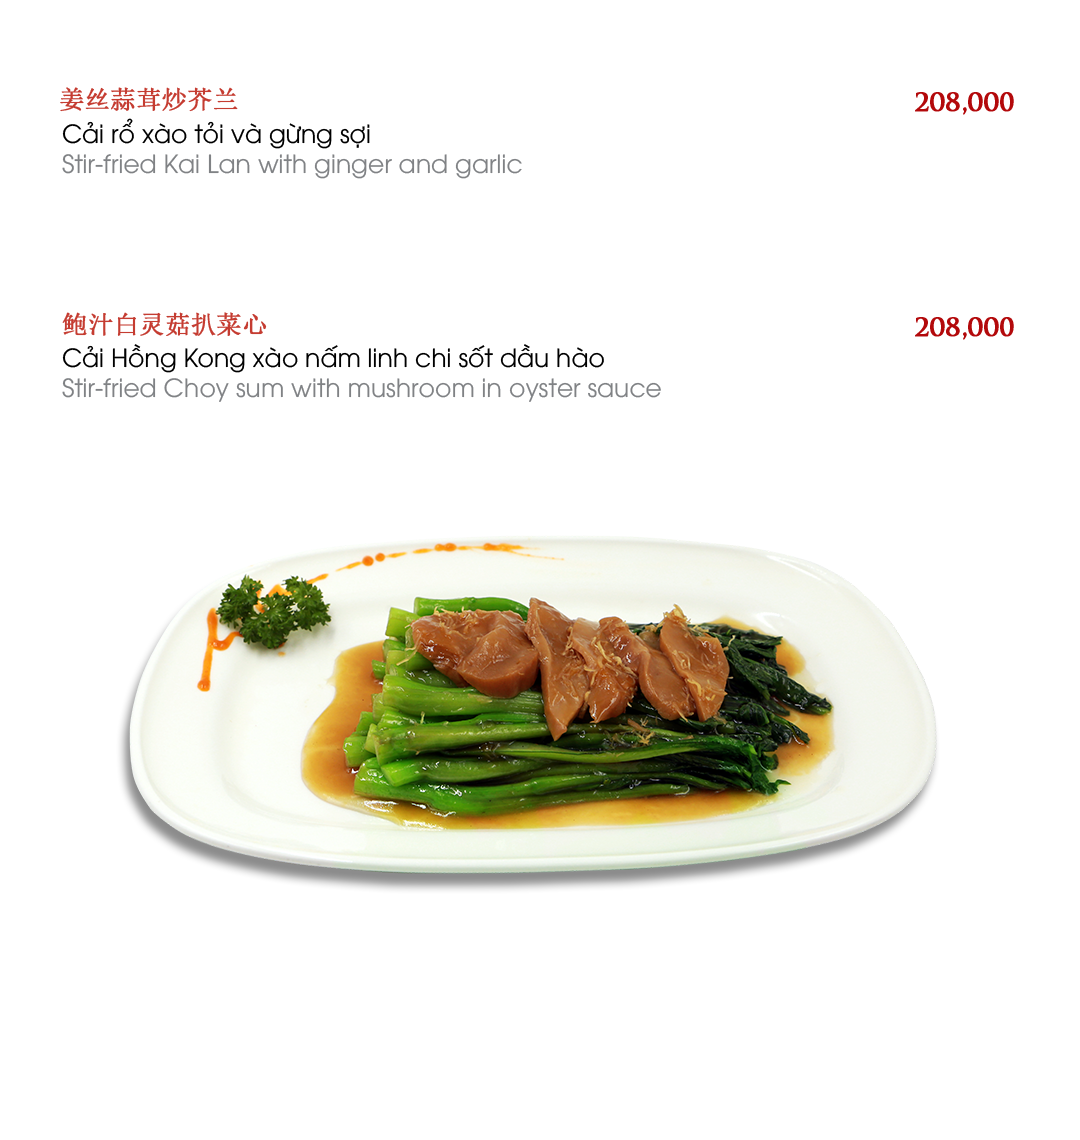 姜丝蒜茸炒芥兰
208,000
Cải rổ xào tỏi và gừng sợi
Stir-fried Kai Lan with ginger and garlic
鲍汁白灵菇扒菜心
208,000
Cải Hồng Kong xào nấm linh chi sốt dầu hào
Stir-fried Choy sum with mushroom in oyster sauce